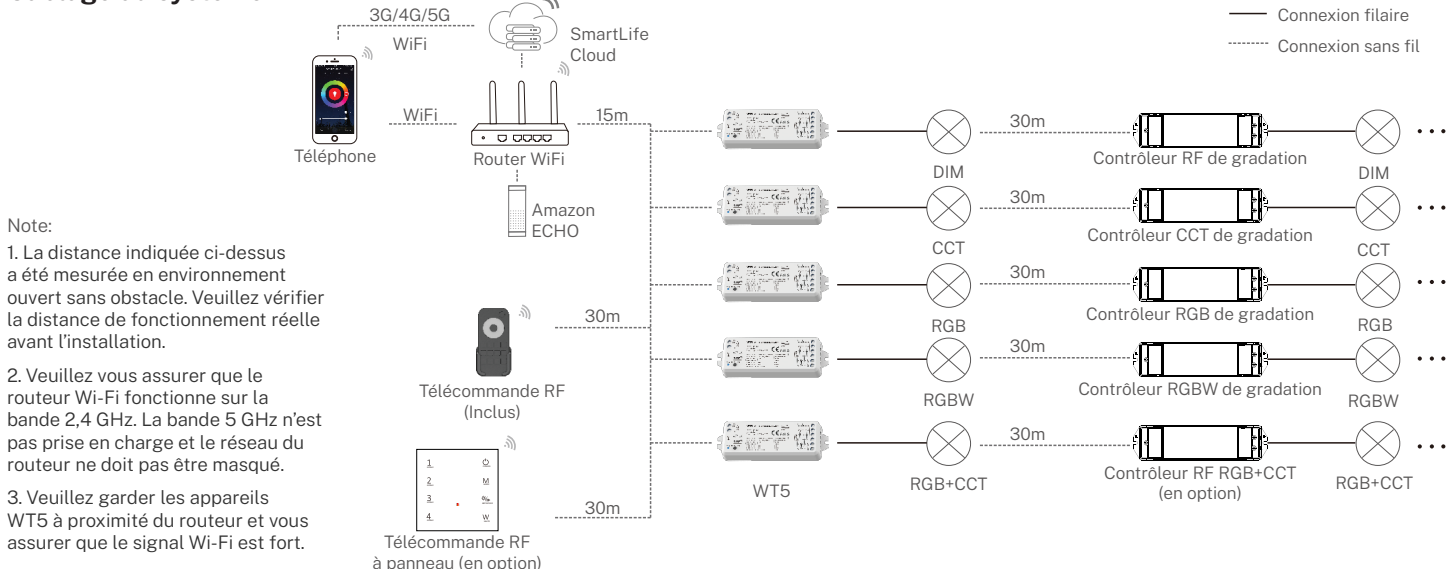 3G/4G/5G
WiFi
SmartLife
Cloud
Connexion filaire
Connexion sans fil
WiFi
15m
Téléphone
Router WiFi
Amazon
ECHO
30m
Contrôleur RF de gradation
DIM
DIM
30m
Contrôleur CCT de gradation
CCT
CCT
30m
Contrôleur RGB de gradation
RGB
RGB
30m
Contrôleur RGBW de gradation
RGBW
RGBW
30m
Contrôleur RF RGB+CCT
(en option)
WT5
RGB+CCT
RGB+CCT
30m
Télécommande RF
(Inclus)
1
2
M
3
4
W
30m
Télécommande RF
à panneau (en option)
Note:
1. La distance indiquée ci-dessus
a été mesurée en environnement
ouvert sans obstacle. Veuillez vérifier
la distance de fonctionnement réelle
avant l'installation.
2. Veuillez vous assurer que le
routeur Wi-Fi fonctionne sur la
bande 2,4 GHz. La bande 5 GHz n'est
pas prise en charge et le réseau du
routeur ne doit pas être masqué.
3. Veuillez garder les appareils
WT5 à proximité du routeur et vous
assurer que le signal Wi-Fi est fort.